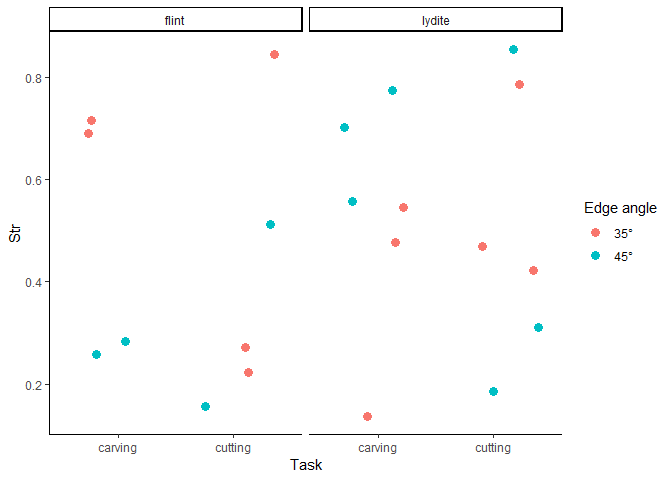 flint
lydite
Str
0.8
0.6
0.4
0.2
carving
cutting
carving
cutting
Task
Edge angle
35°
45°